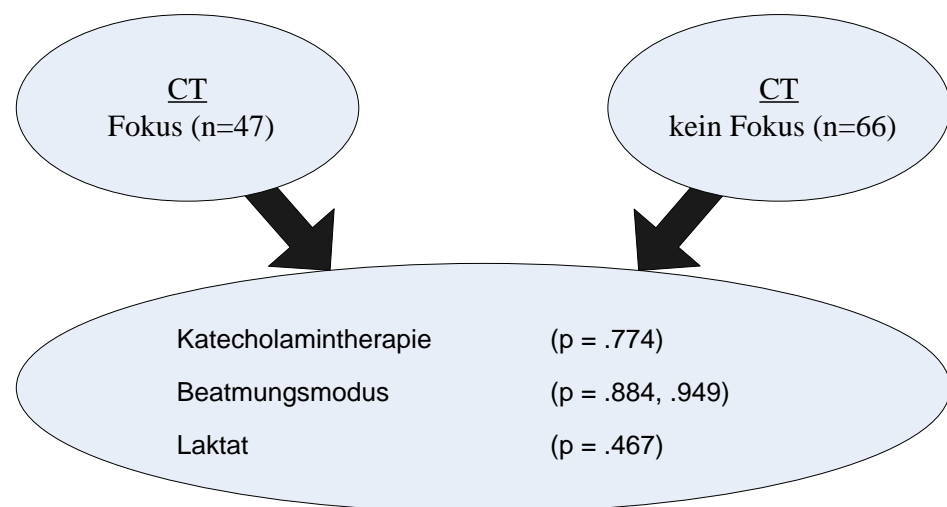 CT
Fokus (n=47)
CT
kein Fokus (n=66)
Katecholamintherapie (p = .774)
Beatmungsmodus (p = .884, .949)
Laktat (p = .467)